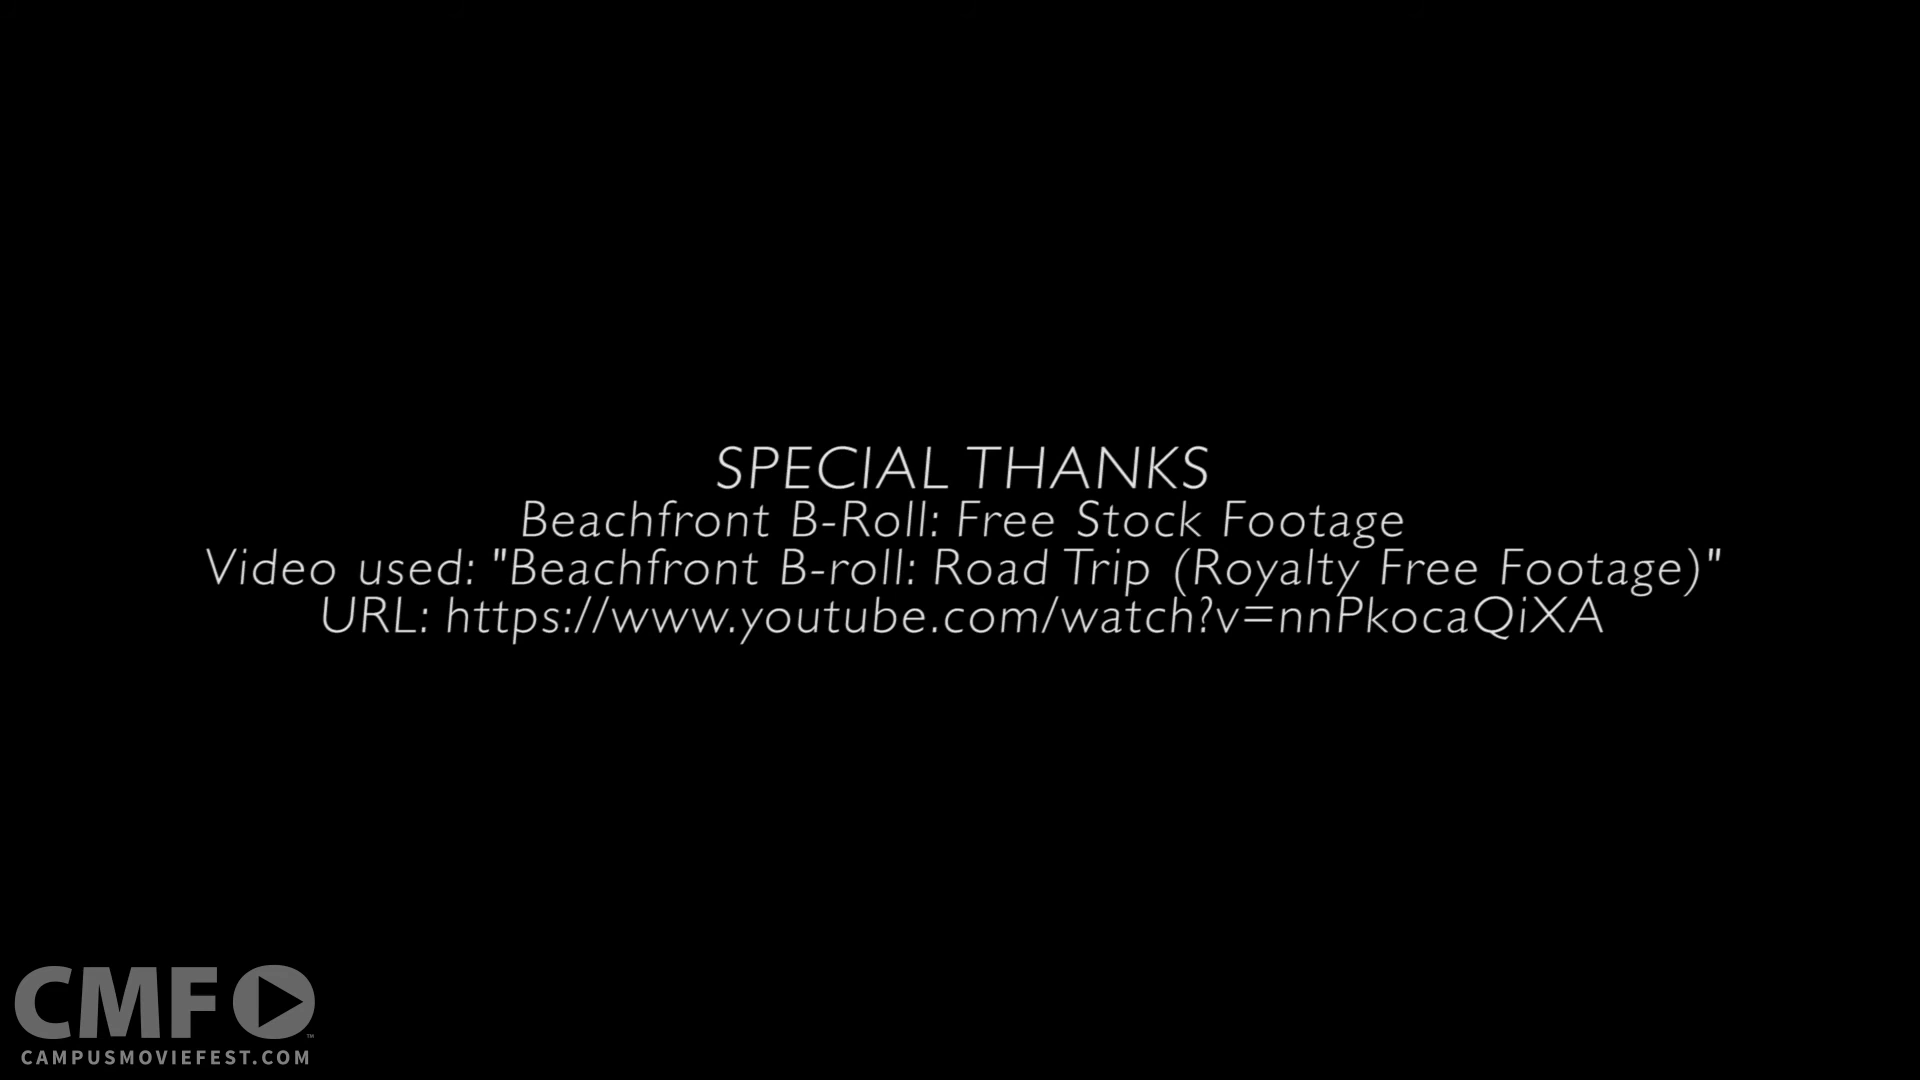 SPECIAL THANKS
Beachfront B-Roll: Free Stock Footage
Video used: "Beachfront B-roll: Road Trip (Royalty Free Footage)"
URL: https://www.youtube.com/watch?v=nnPkocaQiXA
CMF
CAMPUSMOVIEFEST.COM